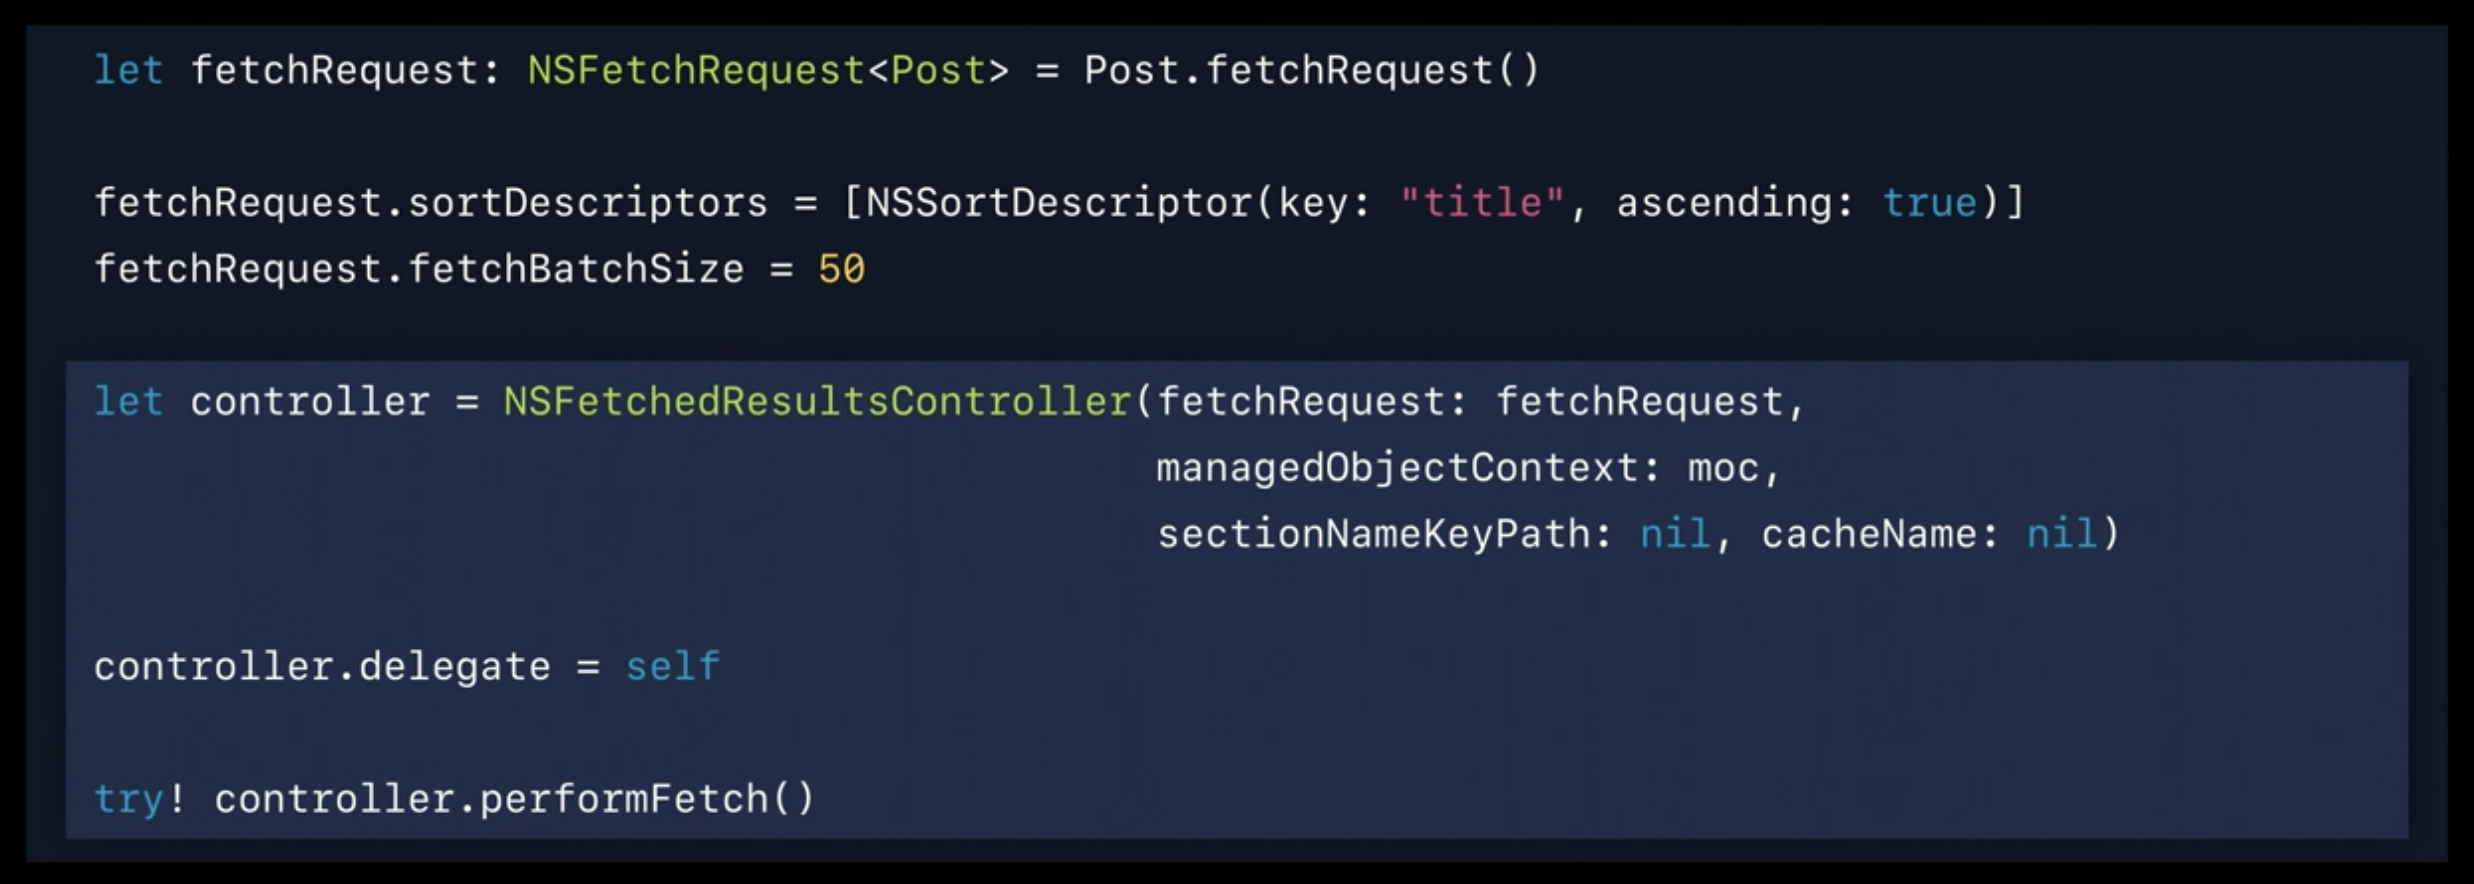 let fetchRequest: NSFetchRequest<Post> = Post.fetchRequest()
fetchRequest.sortDescriptors = [NSSortDescriptor(key: "title", ascending: true)]
fetchRequest.fetchBatchSize = 50
let controller = NSFetchedResultsController(fetchRequest: fetchRequest,
managedObjectContext: moc,
sectionNameKeyPath: nil, cacheName: nil)
controller.delegate = self
try! controller.performFetch()